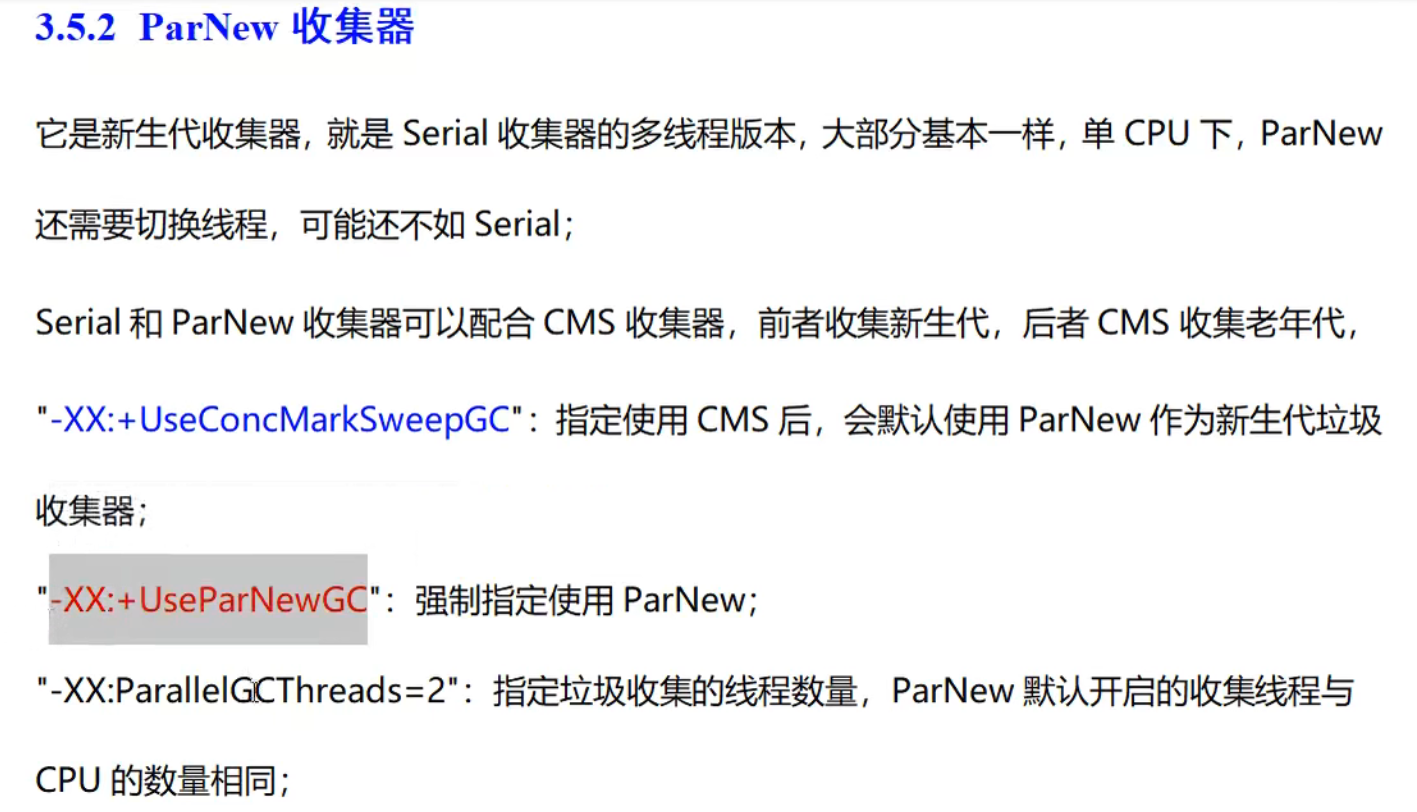 3.5.2 ParNew 收集器
它是新生代收集器，就是 Serial 收集器的多线程版本，大部分基本一样，单 CPU 下，ParNew
还需要切换线程，可能还不如 Serial；
Serial 和 ParNew 收集器可以配合 CMS 收集器，前者收集新生代，后者 CMS 收集老年代，
"-XX:+UseConcMarkSweepGC"：指定使用 CMS 后，会默认使用 ParNew 作为新生代垃圾
收集器；
"-XX:+UseParNewGC"：强制指定使用 ParNew；
"-XX:ParallelGCThreads=2"：指定垃圾收集的线程数量，ParNew 默认开启的收集线程与
CPU 的数量相同；